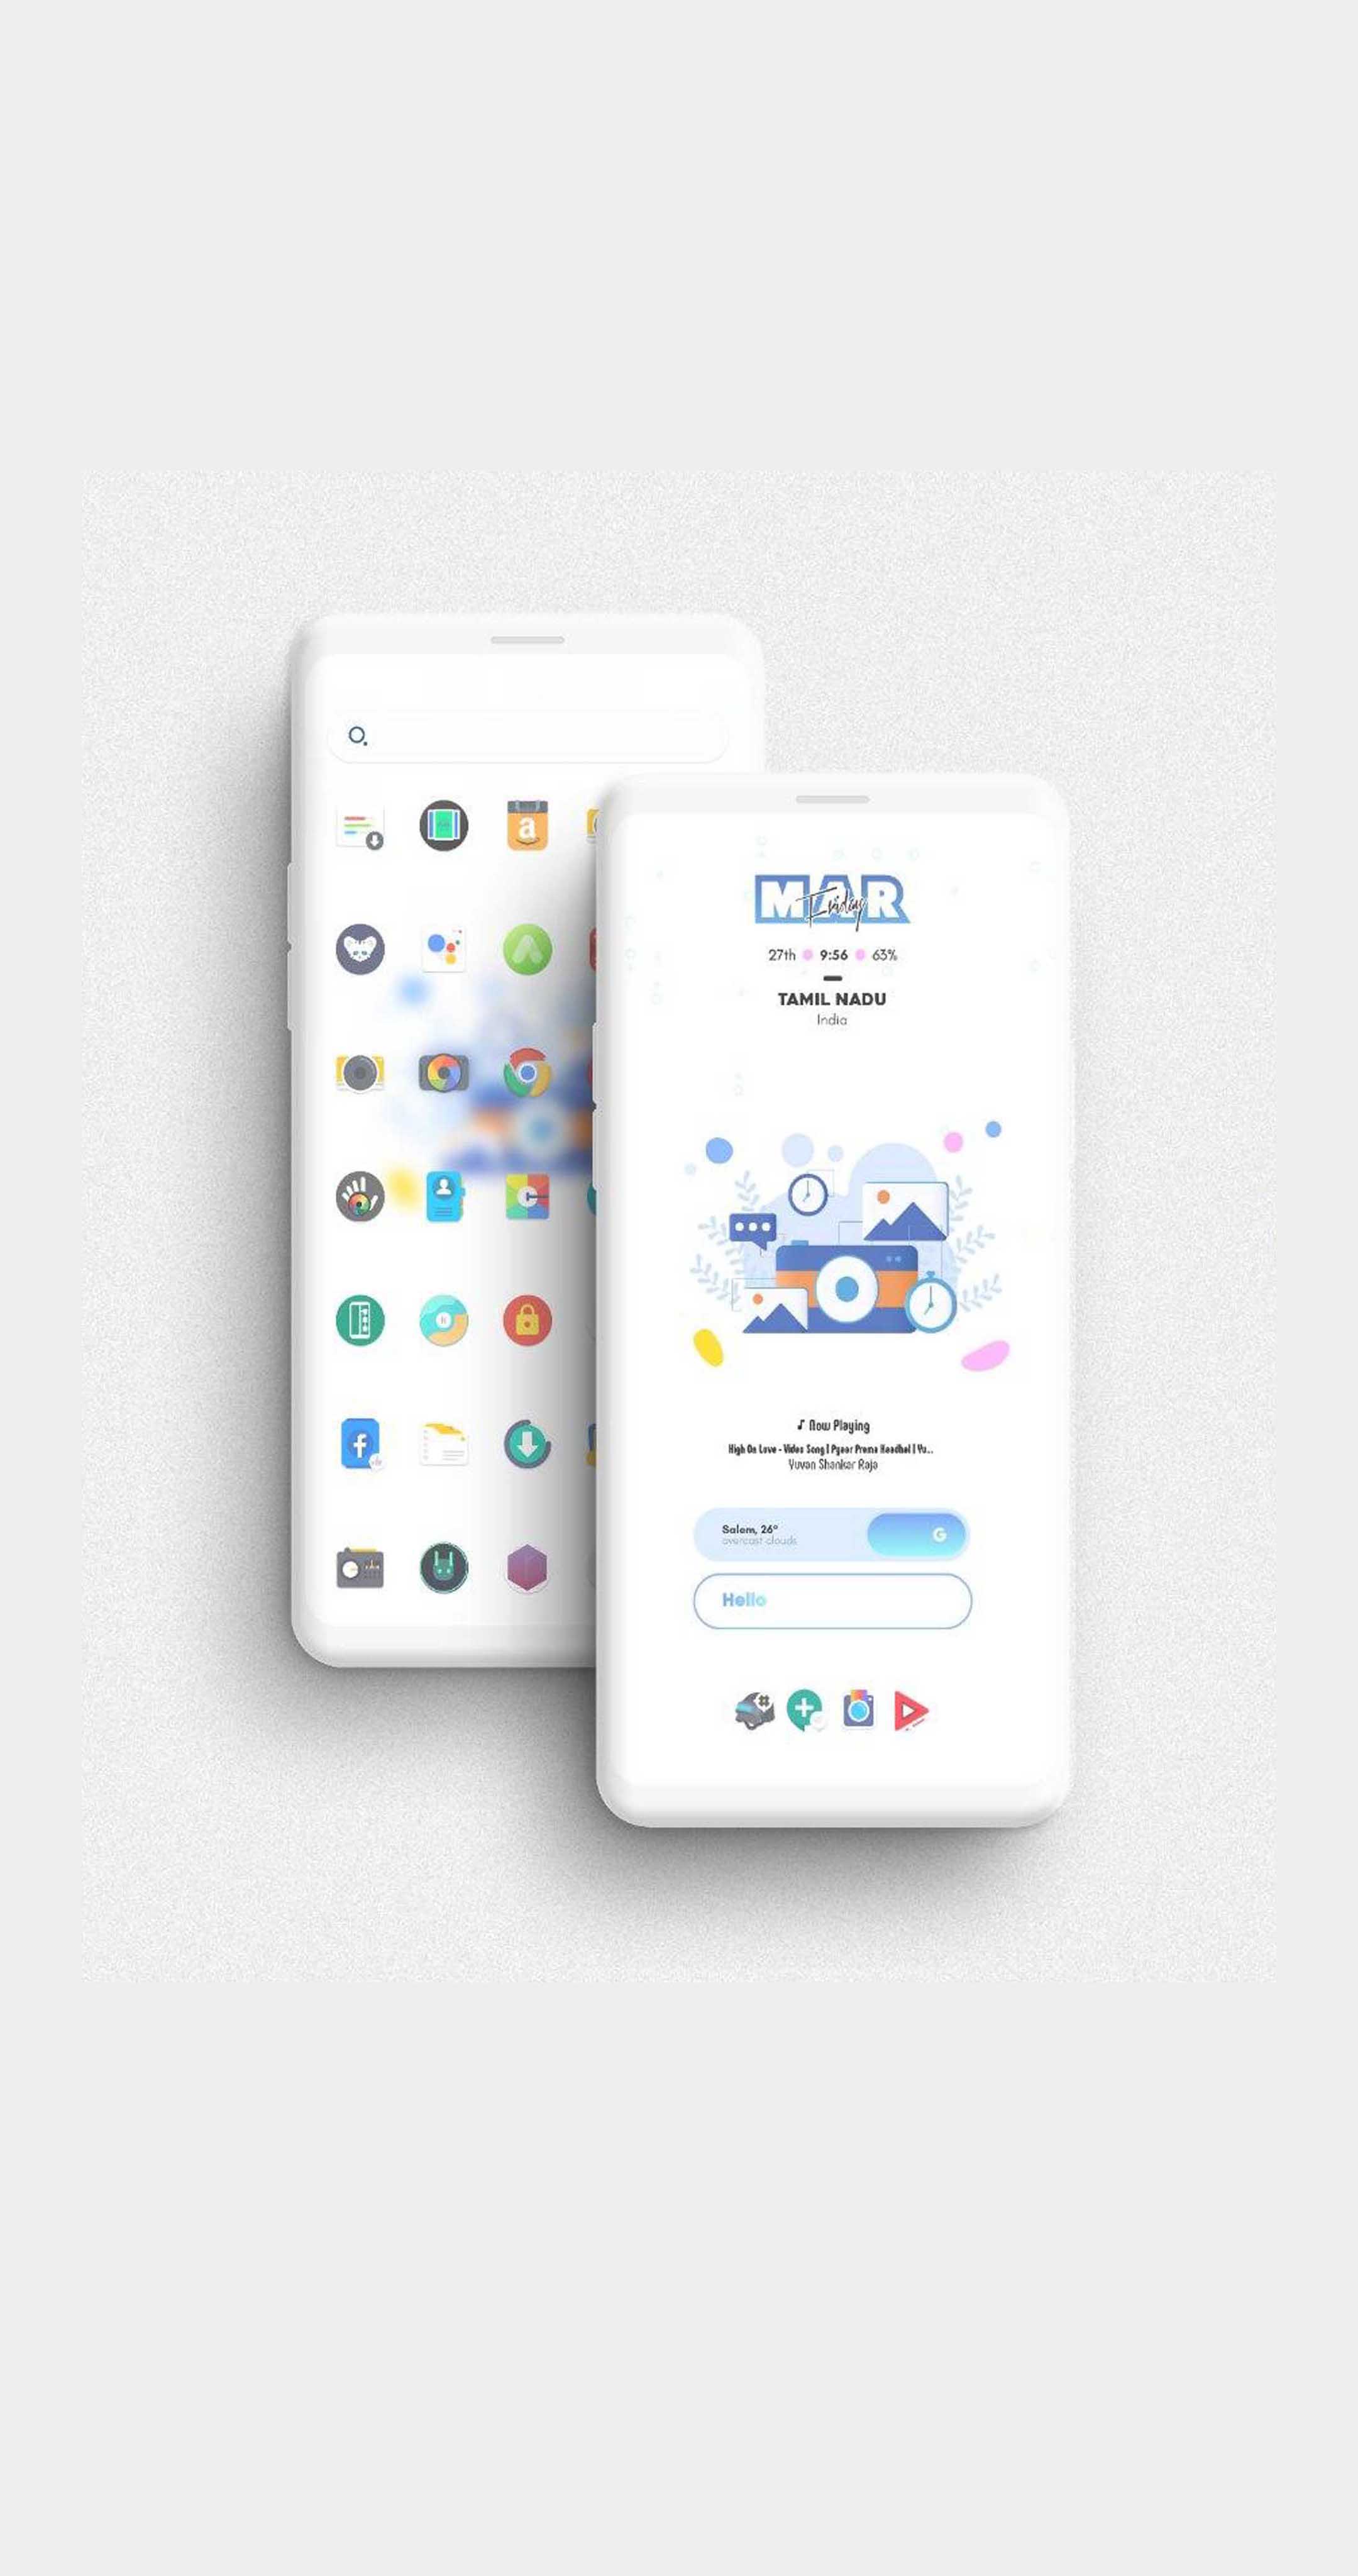 MAR
Friday
27th 9:56 63%
TAMIL NADU
India
♪ Now Playing
High On Love - Video Song | Pyaar Prema Kaadhal | Yu..
Yuvan Shankar Raja
Salem, 26°
overcast clouds
G
Hello